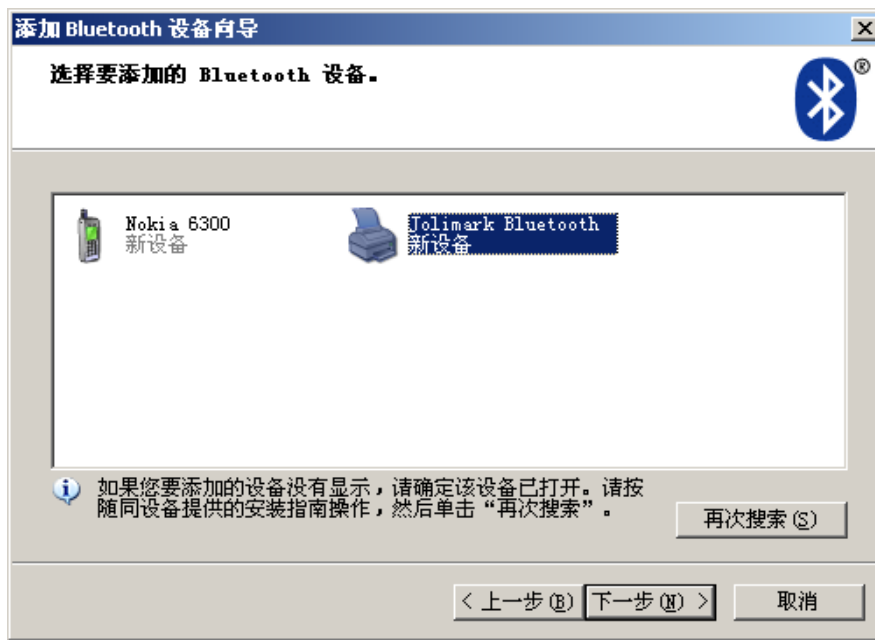 添加 Bluetooth 设备向导
选择要添加的 Bluetooth 设备。
®
Nokia 6300
新设备
Jolimark Bluetooth
新设备
如果您要添加的设备没有显示，请确定该设备已打开。请按
随同设备提供的安装指南操作，然后单击“再次搜索”。
再次搜索(S)
< 上一步(B)
下一步(N) >
取消